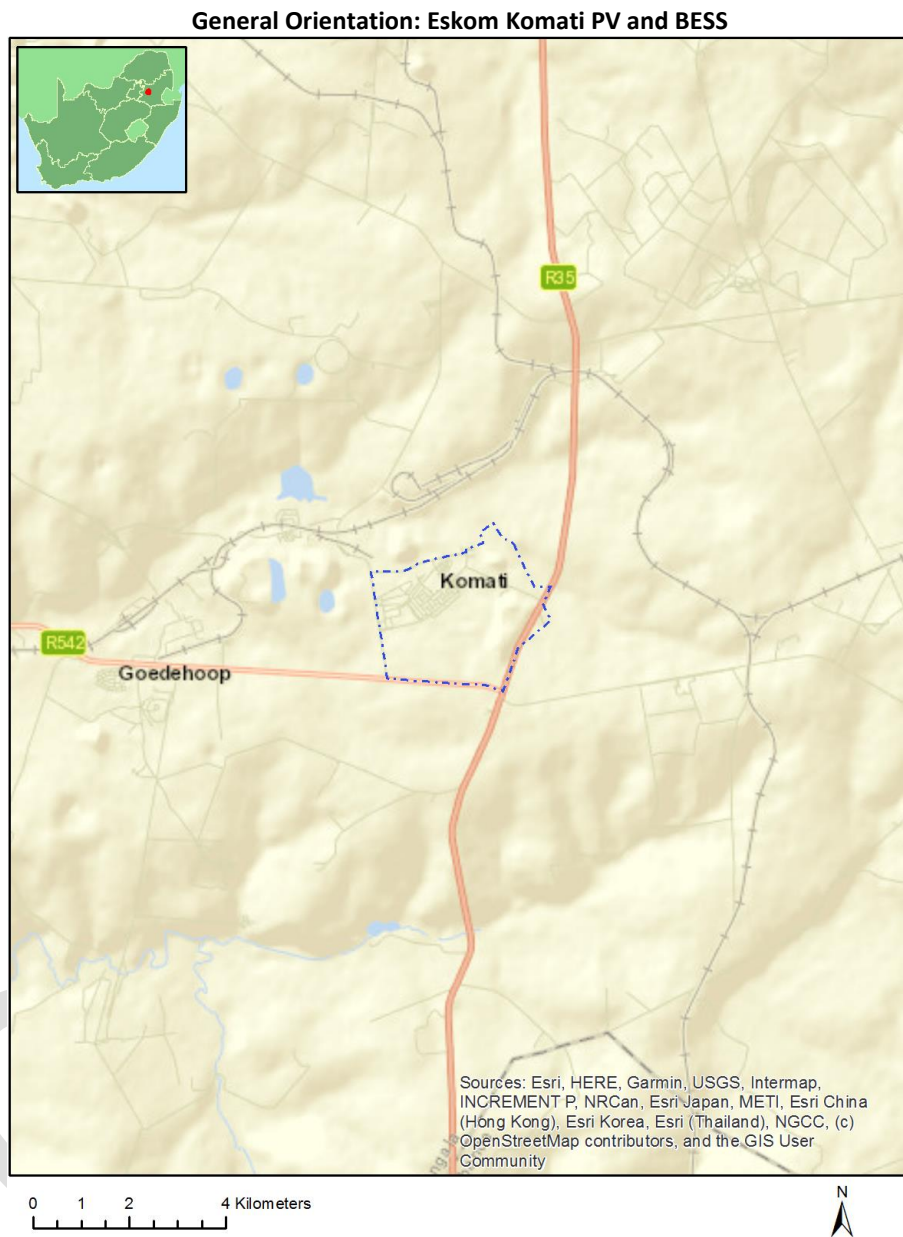 General Orientation: Eskom Komati PV and BESS
R35
Komati
R542
Goedehoop
Sources: Esri, HERE, Garmin, USGS, Intermap,
INCREMENT P, NRCan, Esri Japan, METI, Esri China
(Hong Kong), Esri Korea, Esri (Thailand), NGCC, (c)
OpenStreetMap contributors, and the GIS User
Community
0 1 2 4 Kilometers
N